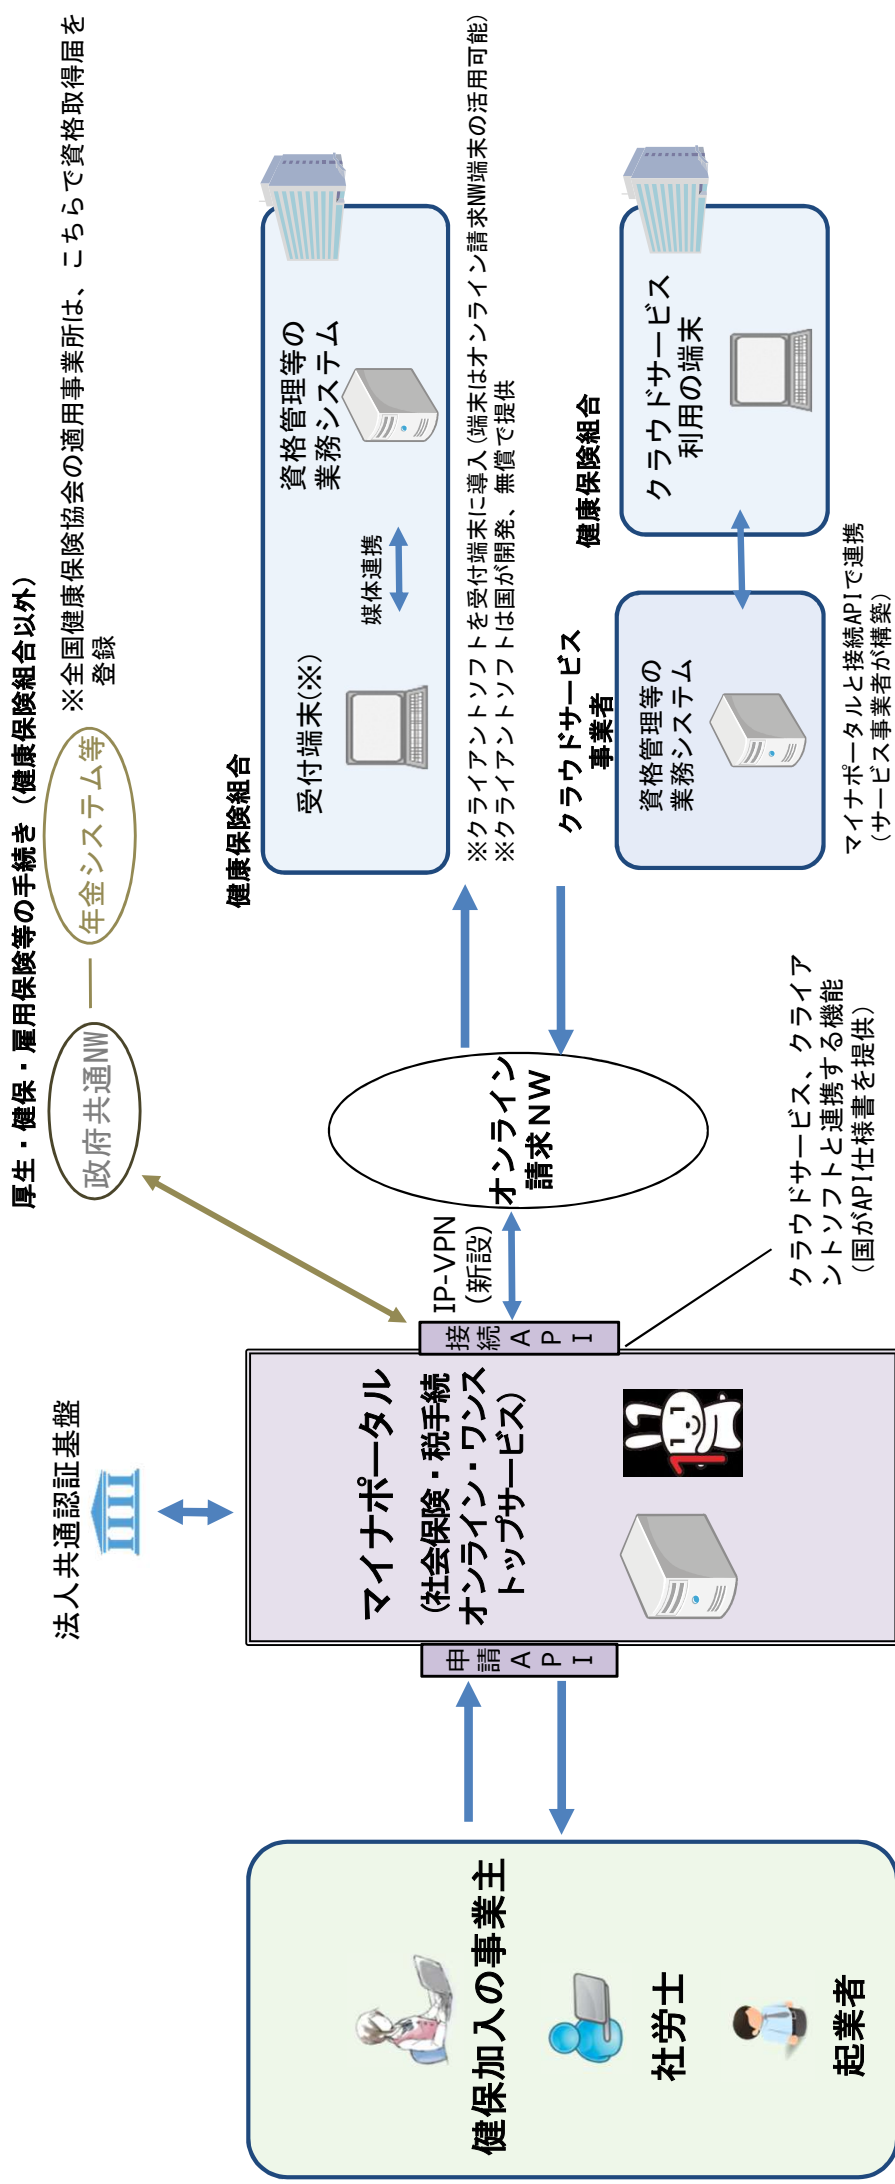 厚生・健保・雇用保険等の手続き（健康保険組合以外）
政府共通NW
年金システム等
※全国健康保険協会の適用事業所は、こちらで資格取得届を
登録
法人共通認証基盤
健保加入の事業主
社労士
起業者
申請API
マイナポータル
(社会保険・税手続
オンライン・ワンス
トップサービス)
接続API
IP-VPN
（新設）
オンライン
請求NW
クラウドサービス、クライア
ントソフトと連携する機能
（国がAPI仕様書を提供）
健康保険組合
受付端末(※)
媒体連携
資格管理等の
業務システム
※クライアントソフトを受付端末に導入（端末はオンライン請求NW端末の活用可能）
※クライアントソフトは国が開発、無償で提供
クラウドサービス
事業者
資格管理等の
業務システム
健康保険組合
クラウドサービス
利用の端末
マイナポータルと接続APIで連携
（サービス事業者が構築）